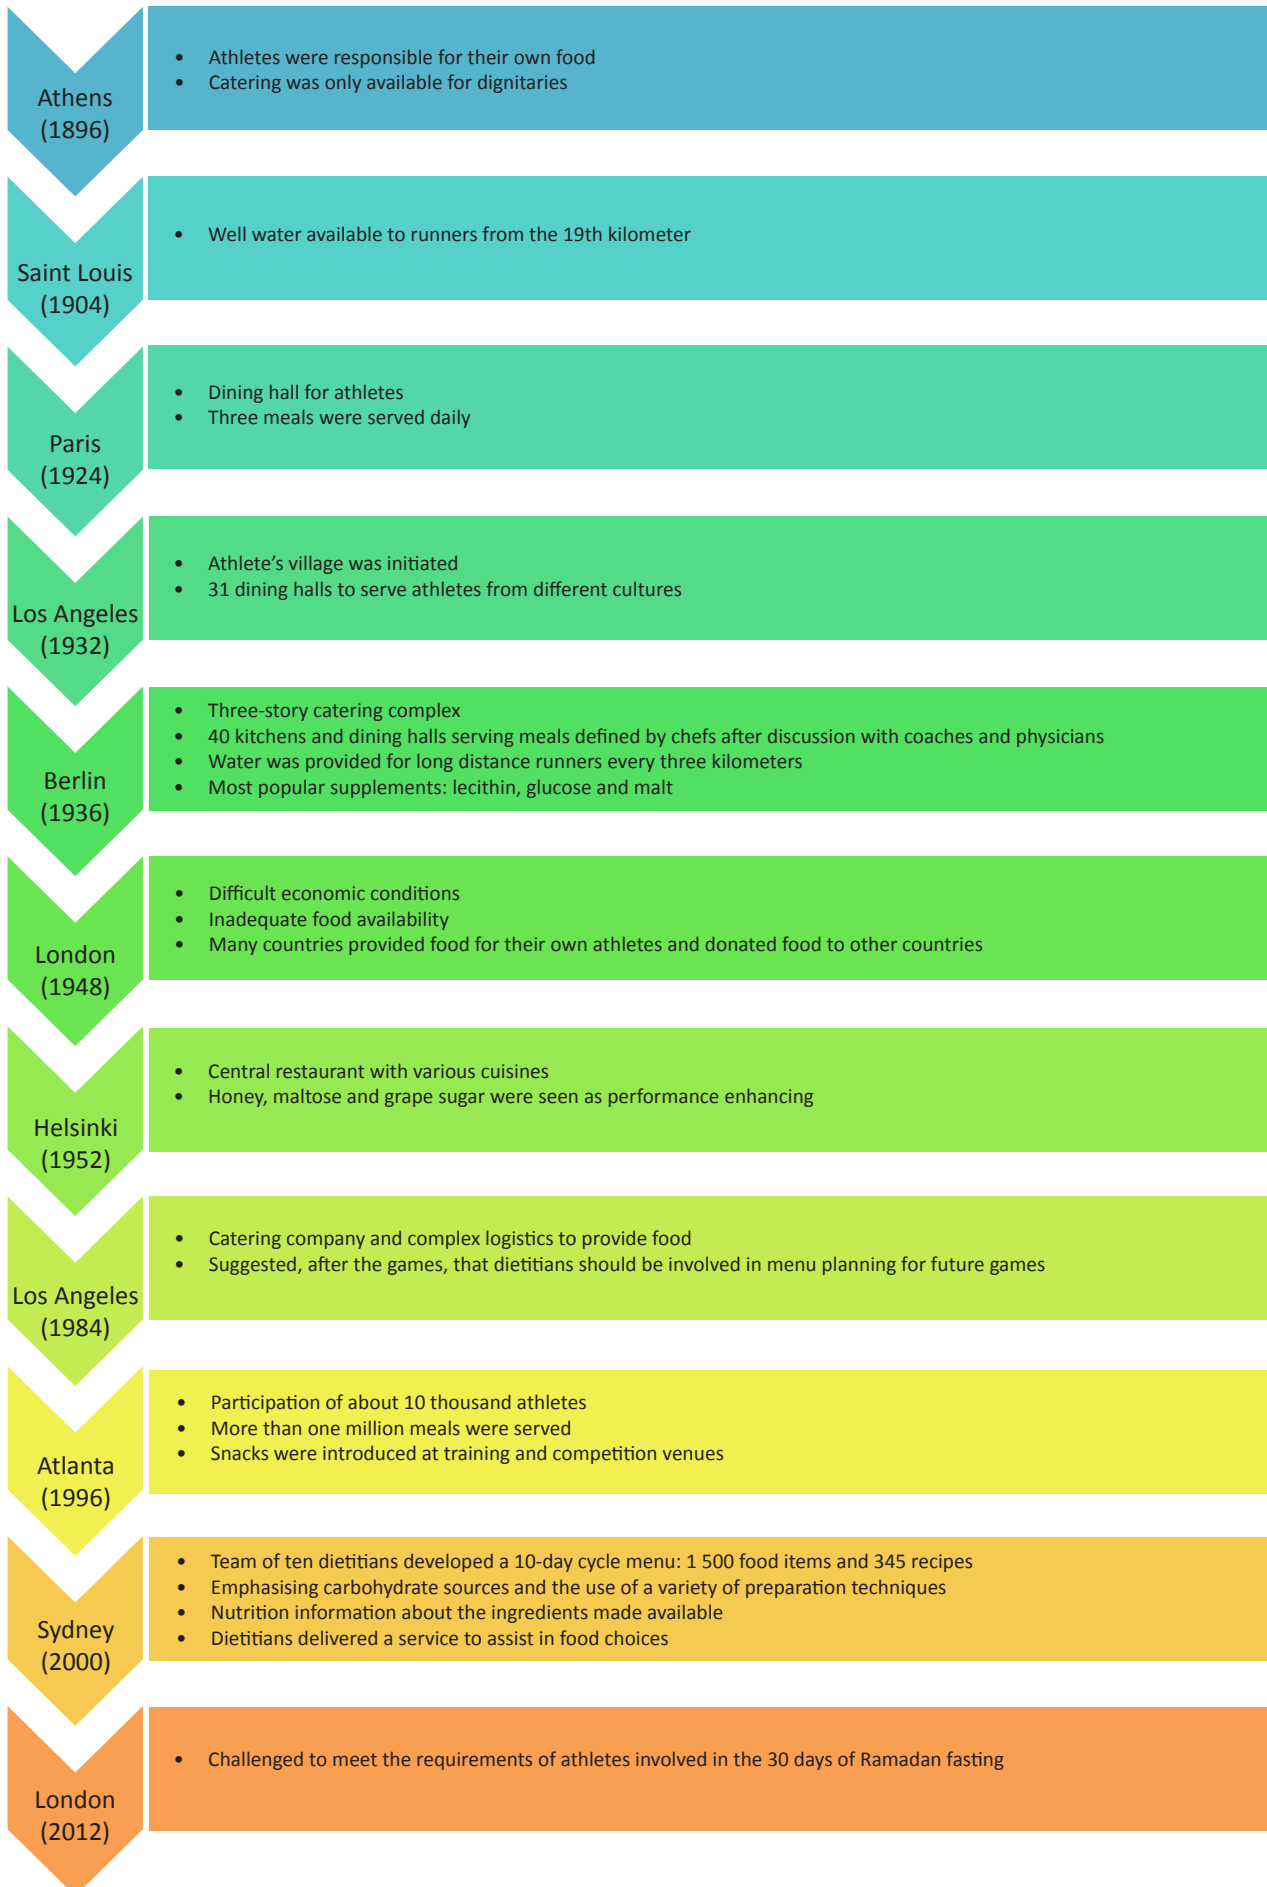 Athens
(1896)
• Athletes were responsible for their own food
• Catering was only available for dignitaries
Saint Louis
(1904)
• Well water available to runners from the 19th kilometer
Paris
(1924)
• Dining hall for athletes
• Three meals were served daily
Los Angeles
(1932)
• Athlete’s village was initiated
• 31 dining halls to serve athletes from different cultures
Berlin
(1936)
• Three-story catering complex
• 40 kitchens and dining halls serving meals defined by chefs after discussion with coaches and physicians
• Water was provided for long distance runners every three kilometers
• Most popular supplements: lecithin, glucose and malt
London
(1948)
• Difficult economic conditions
• Inadequate food availability
• Many countries provided food for their own athletes and donated food to other countries
Helsinki
(1952)
• Central restaurant with various cuisines
• Honey, maltose and grape sugar were seen as performance enhancing
Los Angeles
(1984)
• Catering company and complex logistics to provide food
• Suggested, after the games, that dietitians should be involved in menu planning for future games
Atlanta
(1996)
• Participation of about 10 thousand athletes
• More than one million meals were served
• Snacks were introduced at training and competition venues
Sydney
(2000)
• Team of ten dietitians developed a 10-day cycle menu: 1 500 food items and 345 recipes
• Emphasising carbohydrate sources and the use of a variety of preparation techniques
• Nutrition information about the ingredients made available
• Dietitians delivered a service to assist in food choices
London
(2012)
• Challenged to meet the requirements of athletes involved in the 30 days of Ramadan fasting